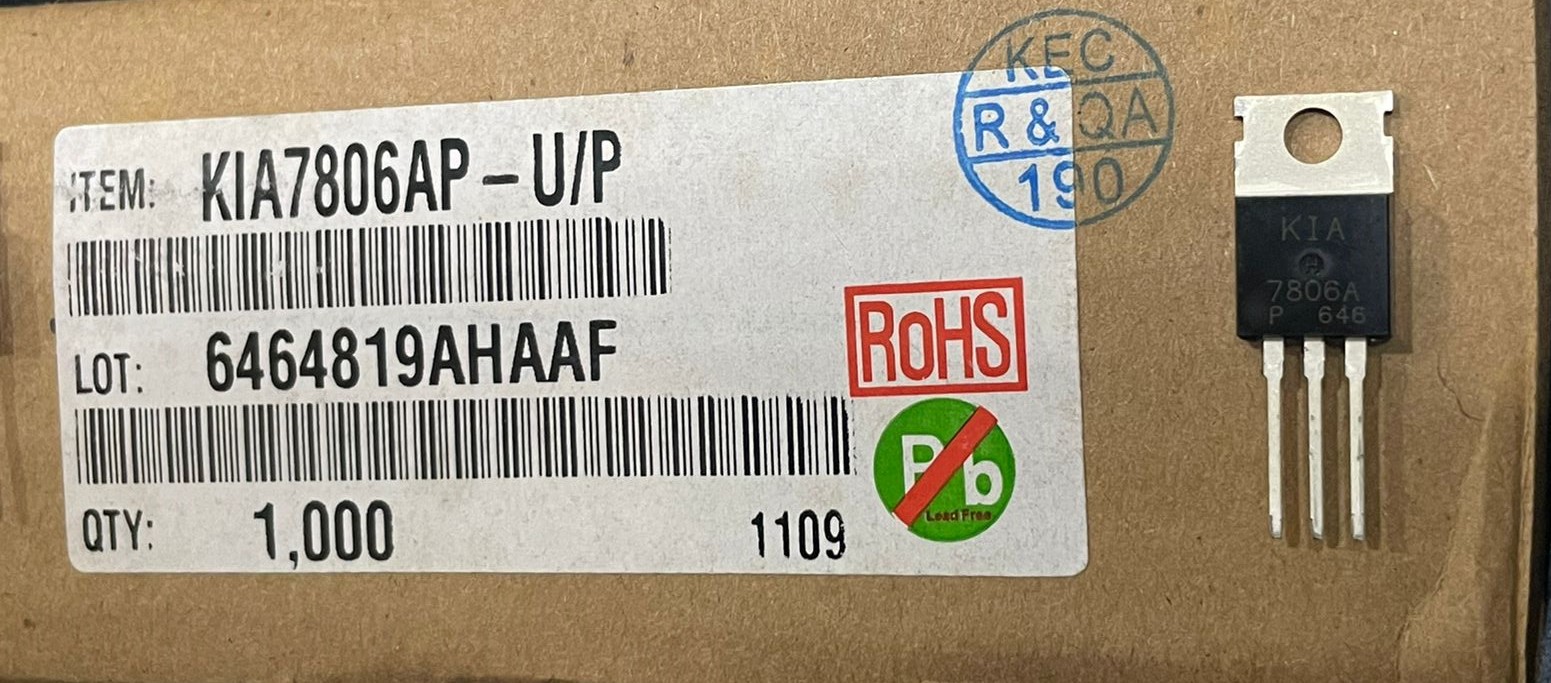 ITEM: KIA7806AP - U/P
LOT: 6464819AHAAF
QTY: 1,000 1109
RoHS
Pb
Lead Free
KEC
R & QA
190
KIA
7806A
P 646